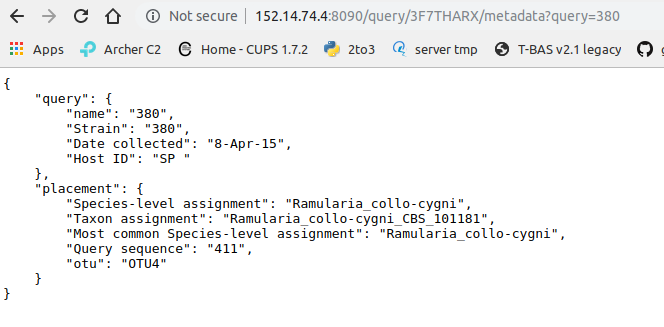 Not secure 152.14.74.4:8090/query/3F7THARX/metadata?query=380
Apps Archer C2 Home - CUPS 1.7.2 2to3 server tmp T-BAS v2.1 legacy
{
    "query": {
        "name": "380",
        "Strain": "380",
        "Date collected": "8-Apr-15",
        "Host ID": "SP "
    },
    "placement": {
        "Species-level assignment": "Ramularia_collo-cygni",
        "Taxon assignment": "Ramularia_collo-cygni_CBS_101181",
        "Most common Species-level assignment": "Ramularia_collo-cygni",
        "Query sequence": "411",
        "otu": "OTU4"
    }
}